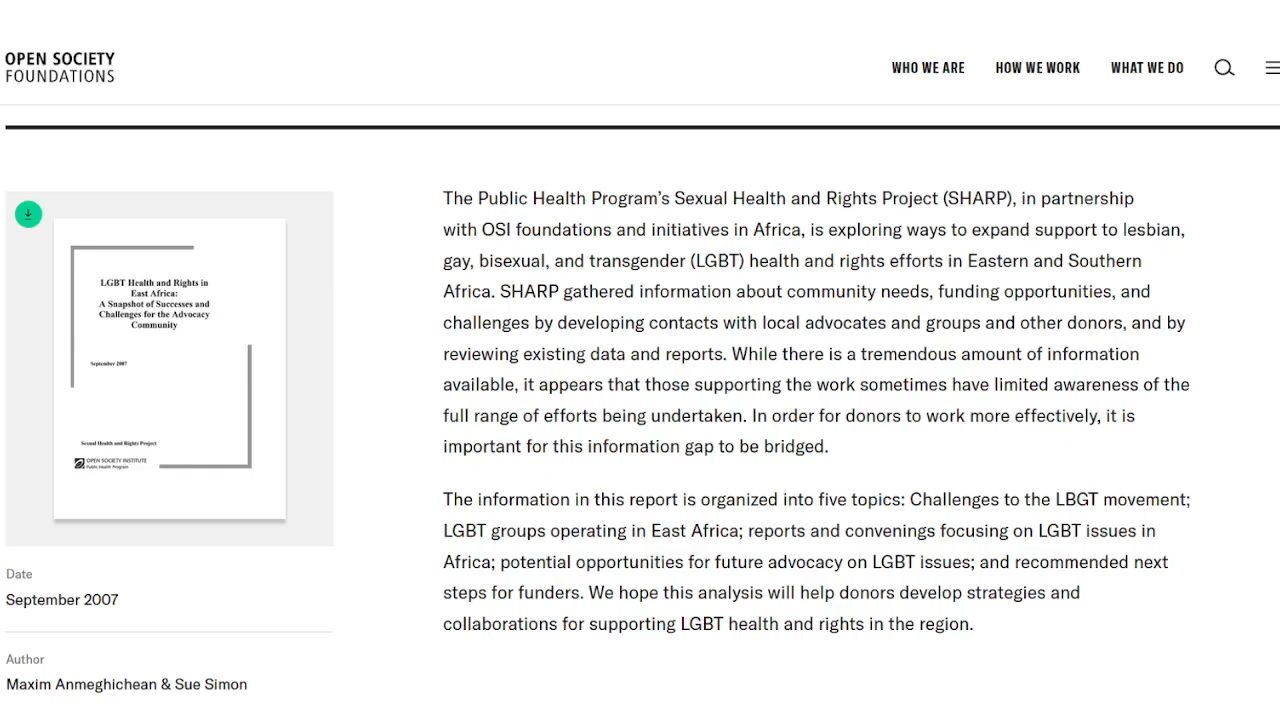 OPEN SOCIETY
FOUNDATIONS
WHO WE ARE
HOW WE WORK
WHAT WE DO
LGBT Health and Rights in
East Africa:
A Snapshot of Successes and
Challenges for the Advocacy
Community
September 2007
Sexual Health and Rights Project
OPEN SOCIETY INSTITUTE
Public Health Program
Date
September 2007
Author
Maxim Anmeghichean & Sue Simon
The Public Health Program’s Sexual Health and Rights Project (SHARP), in partnership
with OSI foundations and initiatives in Africa, is exploring ways to expand support to lesbian,
gay, bisexual, and transgender (LGBT) health and rights efforts in Eastern and Southern
Africa. SHARP gathered information about community needs, funding opportunities, and
challenges by developing contacts with local advocates and groups and other donors, and by
reviewing existing data and reports. While there is a tremendous amount of information
available, it appears that those supporting the work sometimes have limited awareness of the
full range of efforts being undertaken. In order for donors to work more effectively, it is
important for this information gap to be bridged.
The information in this report is organized into five topics: Challenges to the LBGT movement;
LGBT groups operating in East Africa; reports and convenings focusing on LGBT issues in
Africa; potential opportunities for future advocacy on LGBT issues; and recommended next
steps for funders. We hope this analysis will help donors develop strategies and
collaborations for supporting LGBT health and rights in the region.